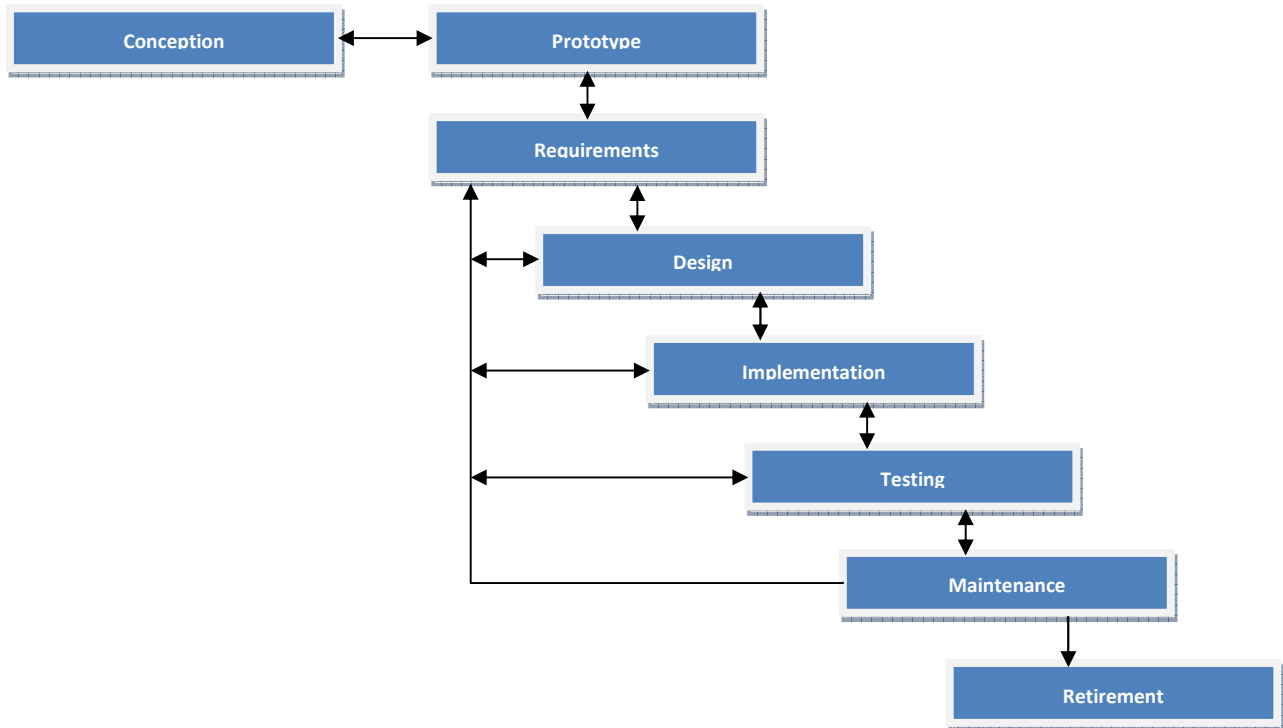 Conception
Prototype
Requirements
Design
Implementation
Testing
Maintenance
Retirement